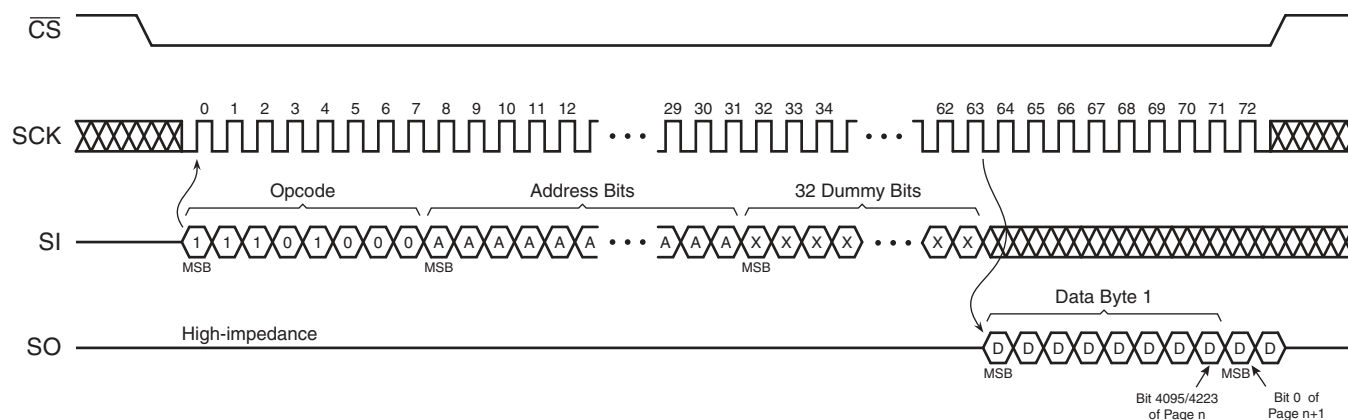 CS
SCK
0 1 2 3 4 5 6 7 8 9 10 11 12 29 30 31 32 33 34 62 63 64 65 66 67 68 69 70 71 72
Opcode Address Bits 32 Dummy Bits
SI
1 1 1 0 1 0 0 0 A A A A A A A A A X X X X X X
MSB MSB MSB
Data Byte 1
SO
High-impedance
D D D D D D D D D D
MSB MSB
Bit 4095/4223
of Page n
Bit 0 of
Page n+1